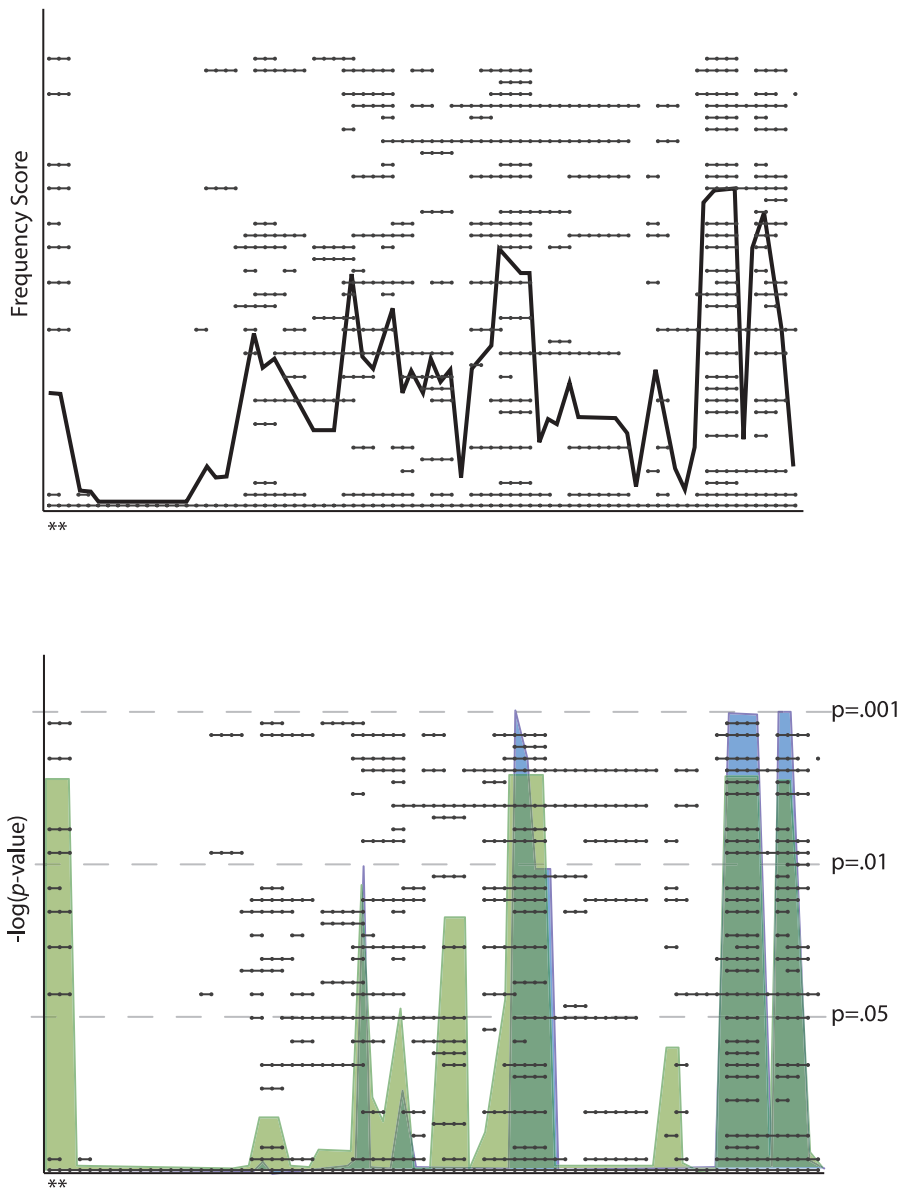 Frequency Score
**
-log(p-value)
p=.001
p=.01
p=.05
**